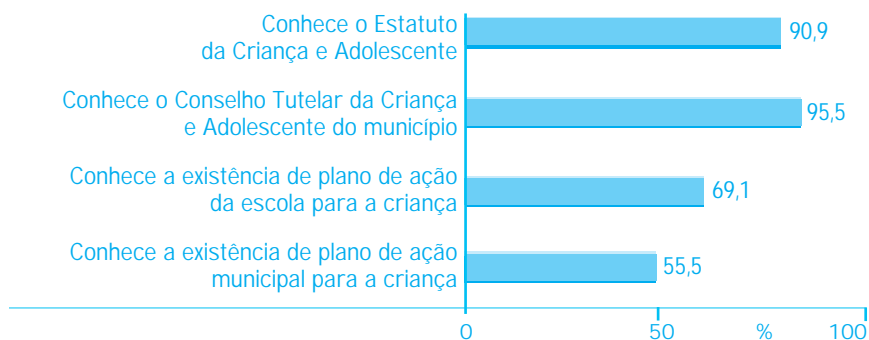 Conhece o Estatuto
da Criança e Adolescente
90,9
Conhece o Conselho Tutelar da Criança
e Adolescente do município
95,5
Conhece a existência de plano de ação
da escola para a criança
69,1
Conhece a existência de plano de ação
municipal para a criança
55,5
0 50 % 100